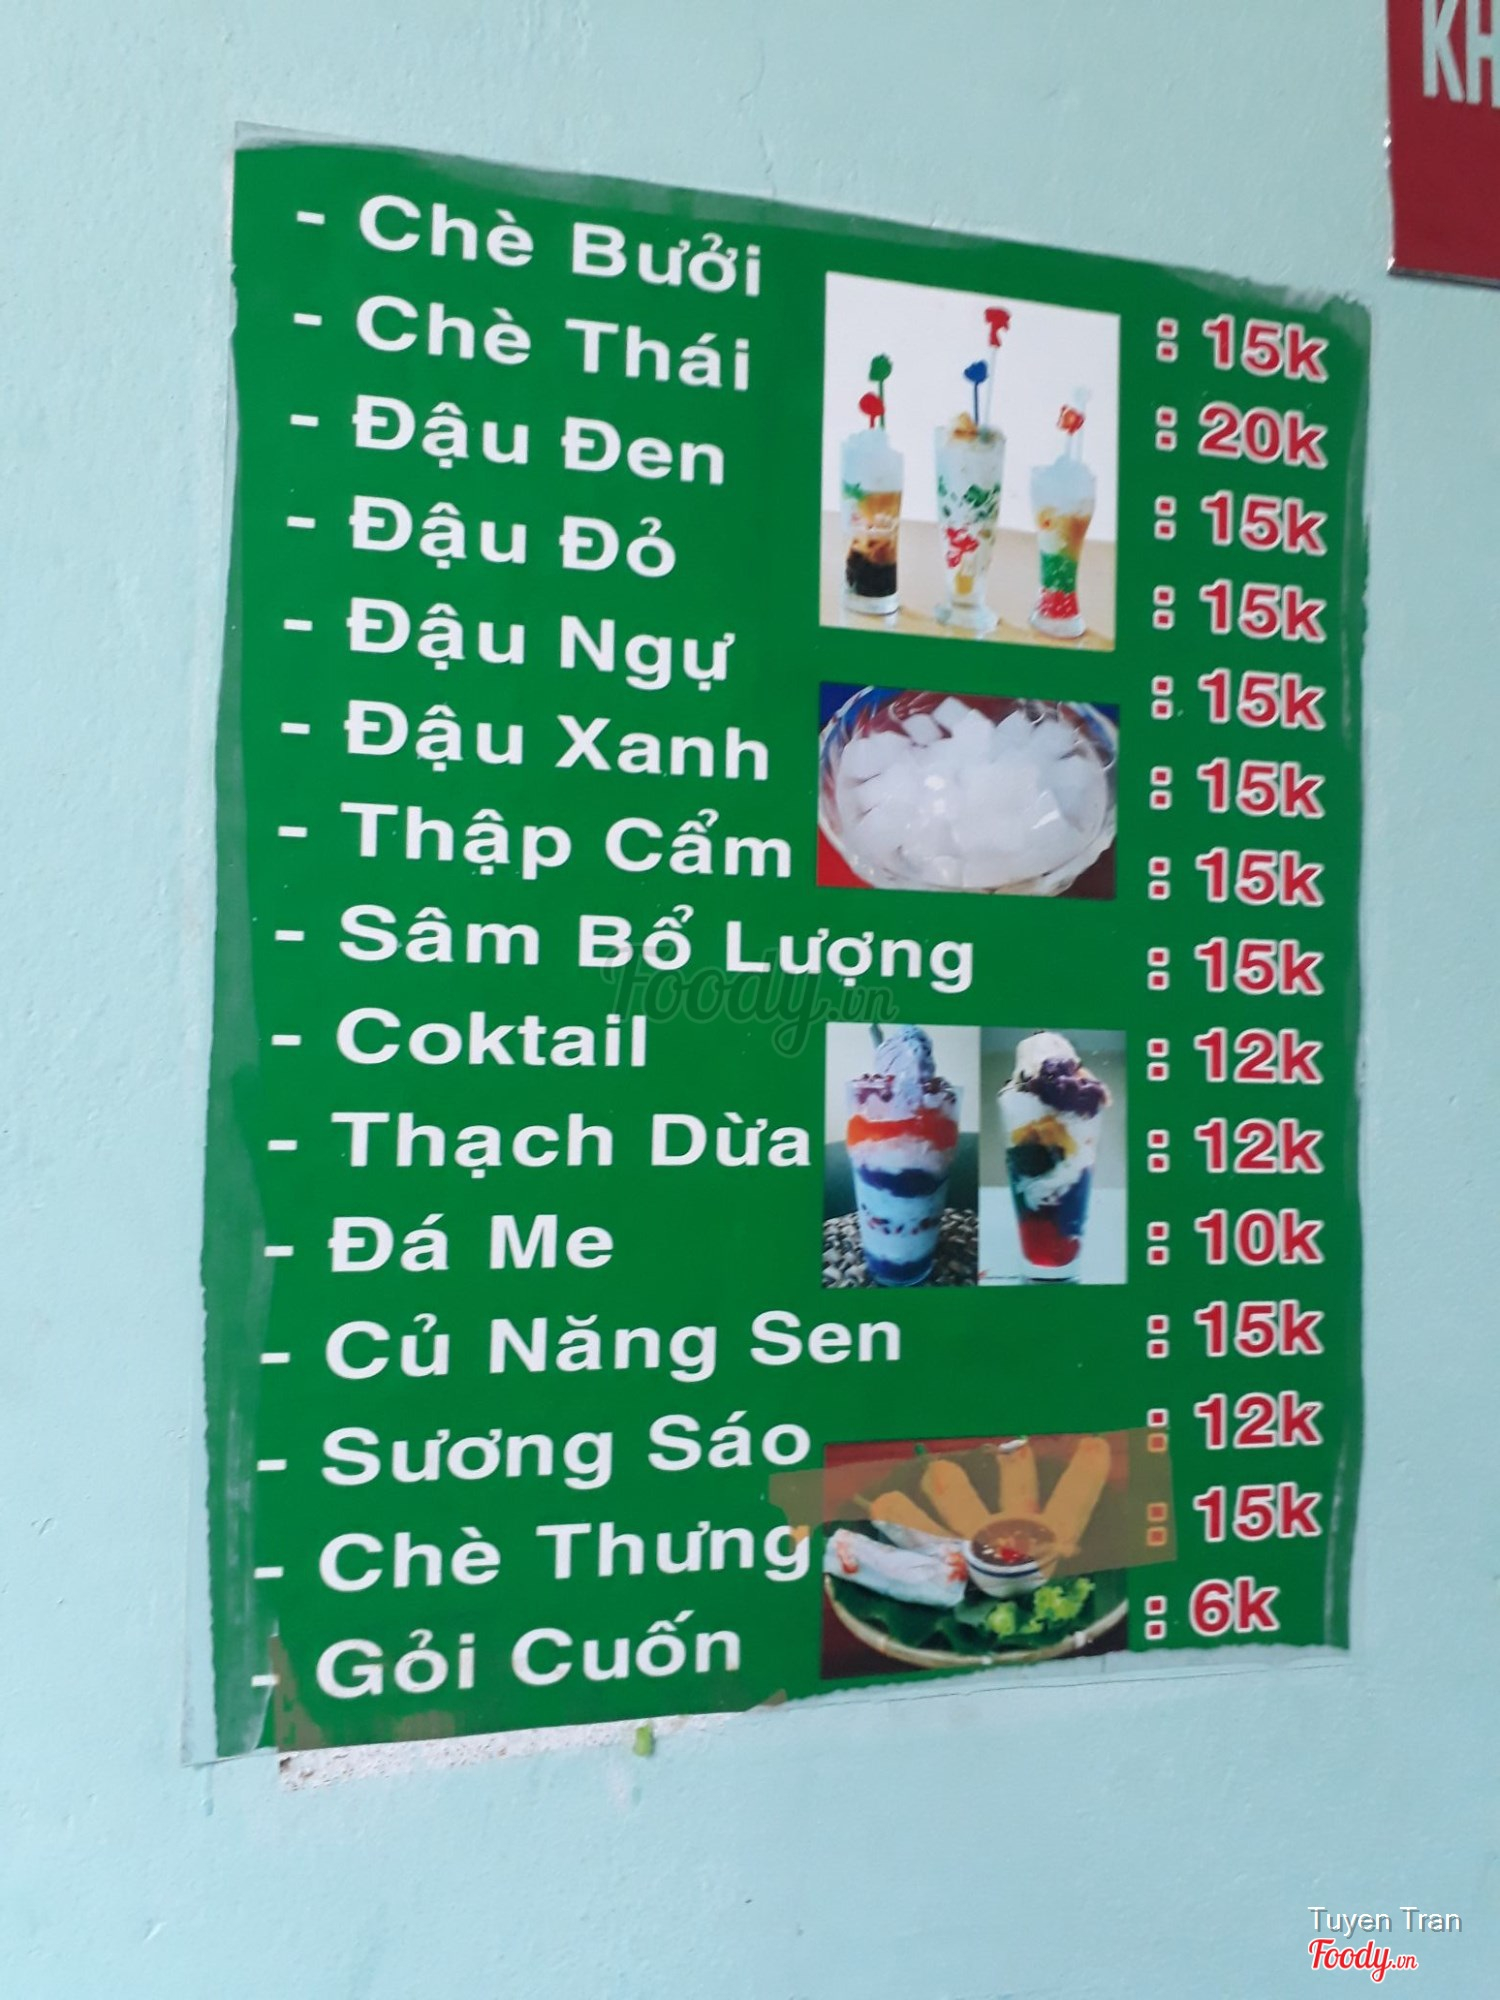 KH
- Chè Bưởi : 15k
- Chè Thái : 20k
- Đậu Đen : 15k
- Đậu Đỏ : 15k
- Đậu Ngự : 15k
- Đậu Xanh : 15k
- Thập Cẩm : 15k
- Sâm Bổ Lượng : 15k
- Coktail : 12k
- Thạch Dừa : 12k
- Đá Me : 10k
- Củ Năng Sen : 15k
- Sương Sáo : 12k
- Chè Thưng : 15k
- Gỏi Cuốn : 6k
Foody.vn
Tuyen Tran
Foody.vn